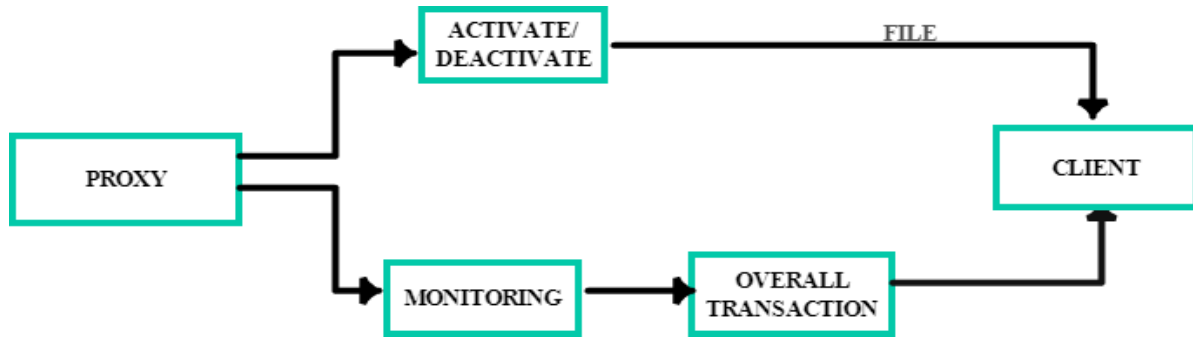 ACTIVATE/
DEACTIVATE
FILE
PROXY
CLIENT
MONITORING
OVERALL
TRANSACTION